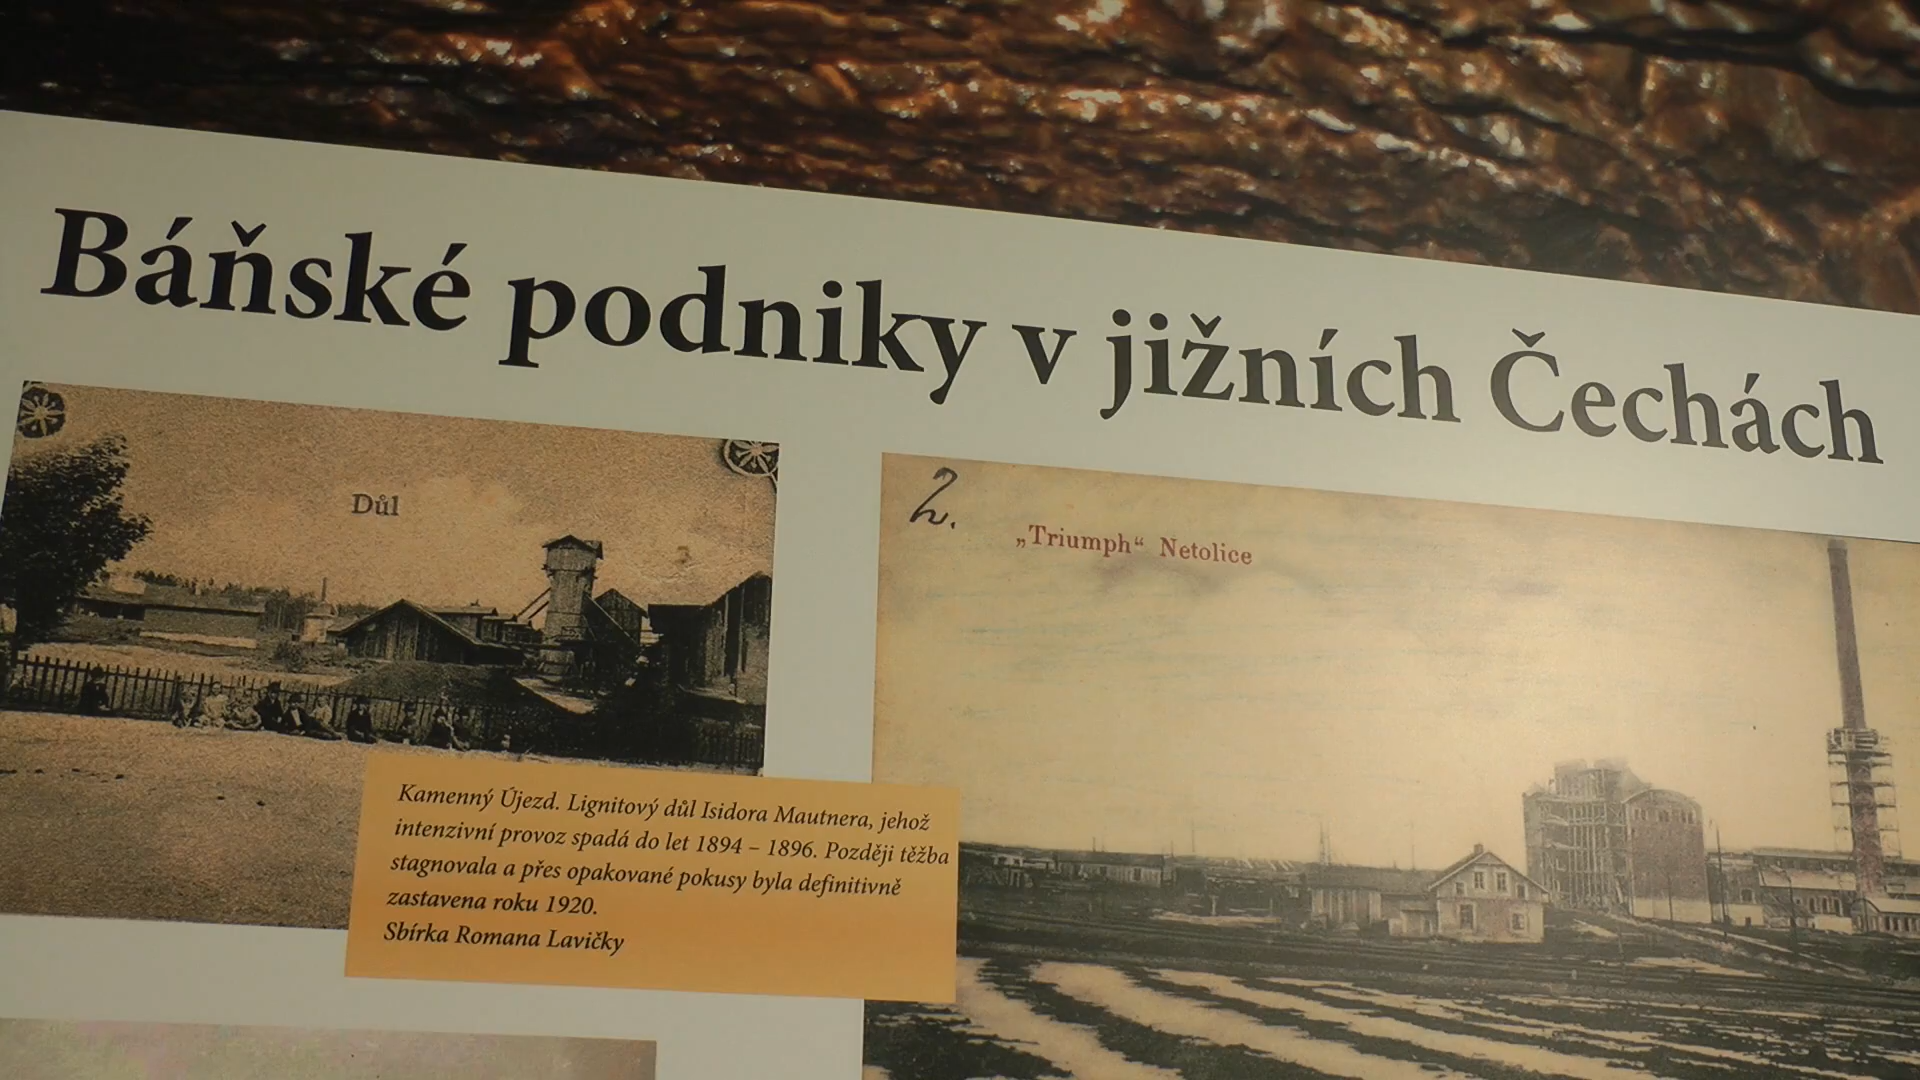 Báňské podniky v jižních Čechách
Důl
2.
„Triumph“ Netolice
Kamenný Újezd. Lignitový důl Isidora Mautnera, jehož
intenzivní provoz spadá do let 1894 – 1896. Později těžba
stagnovala a přes opakované pokusy byla definitivně
zastavena roku 1920.
Sbírka Romana Lavičky